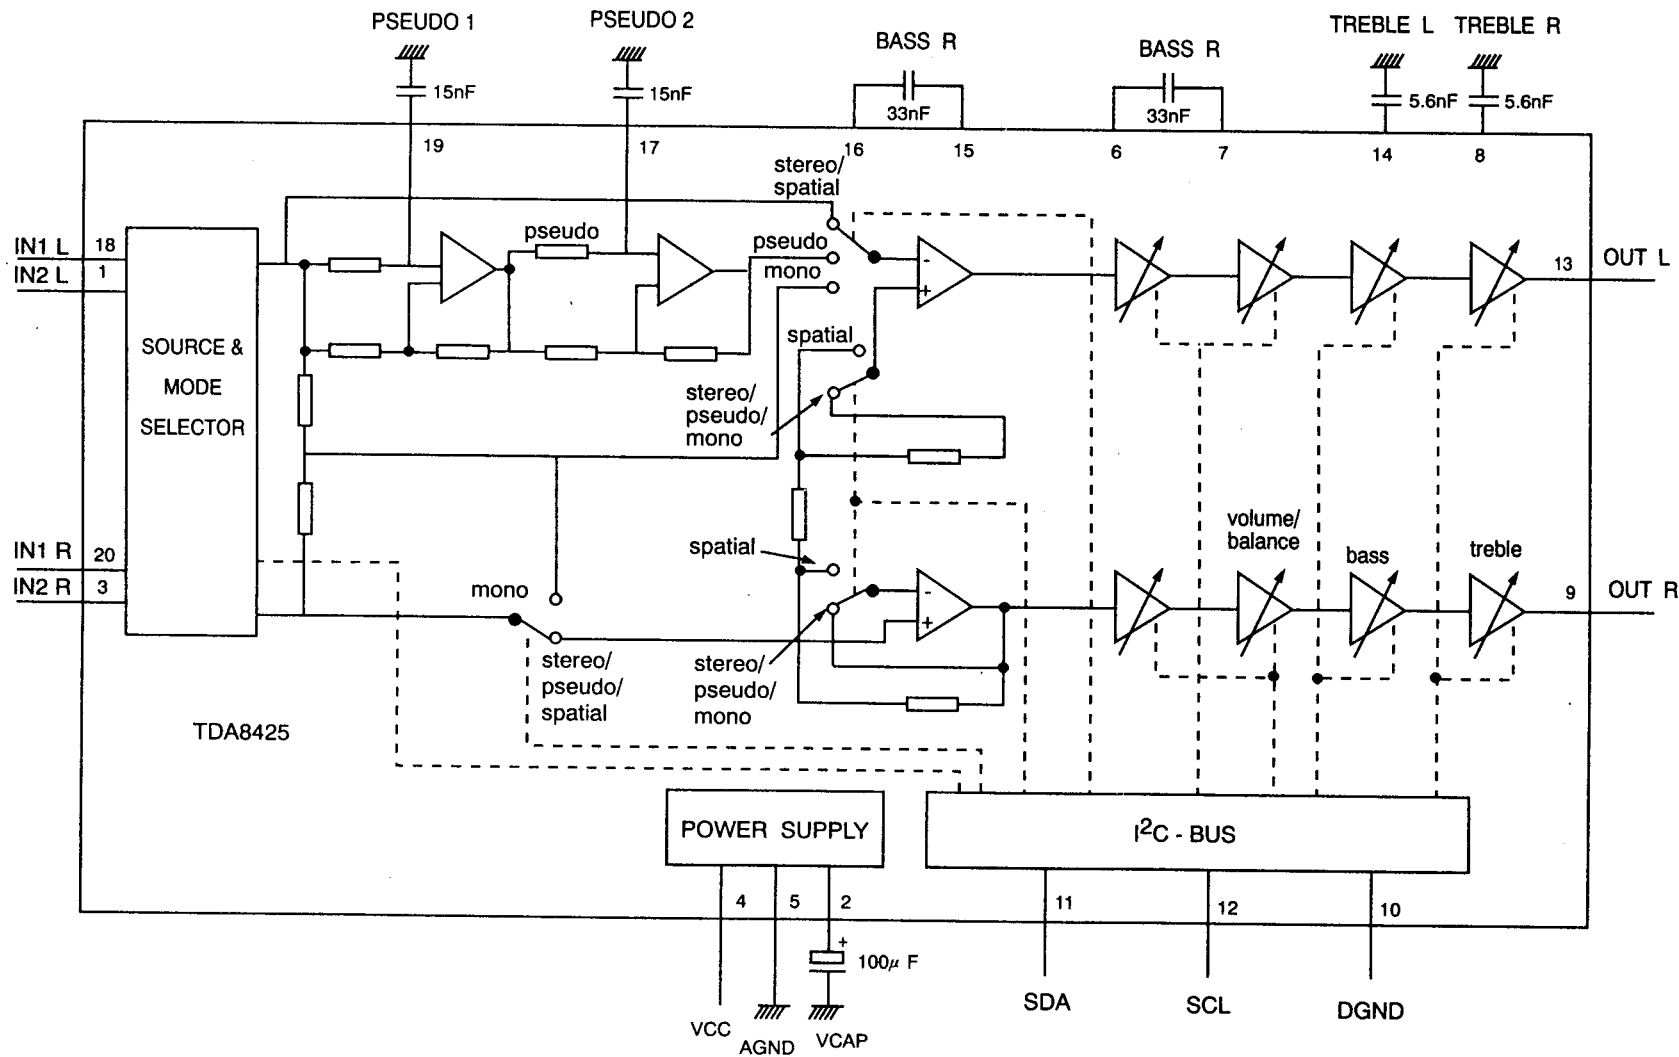 PSEUDO 1
PSEUDO 2
BASS R
BASS R
TREBLE L
TREBLE R
15nF
15nF
33nF
33nF
5.6nF
5.6nF
19
17
16
15
6
7
14
8
stereo/
spatial
pseudo
pseudo
mono
IN1 L
18
IN2 L
1
-
+
13
OUT L
SOURCE &
MODE
SELECTOR
spatial
stereo/
pseudo/
mono
IN1 R
20
IN2 R
3
mono
stereo/
pseudo/
spatial
spatial
stereo/
pseudo/
mono
-
+
volume/
balance
bass
treble
9
OUT R
TDA8425
POWER SUPPLY
I²C - BUS
4
5
2
11
12
10
+
100μ F
VCC
AGND
VCAP
SDA
SCL
DGND